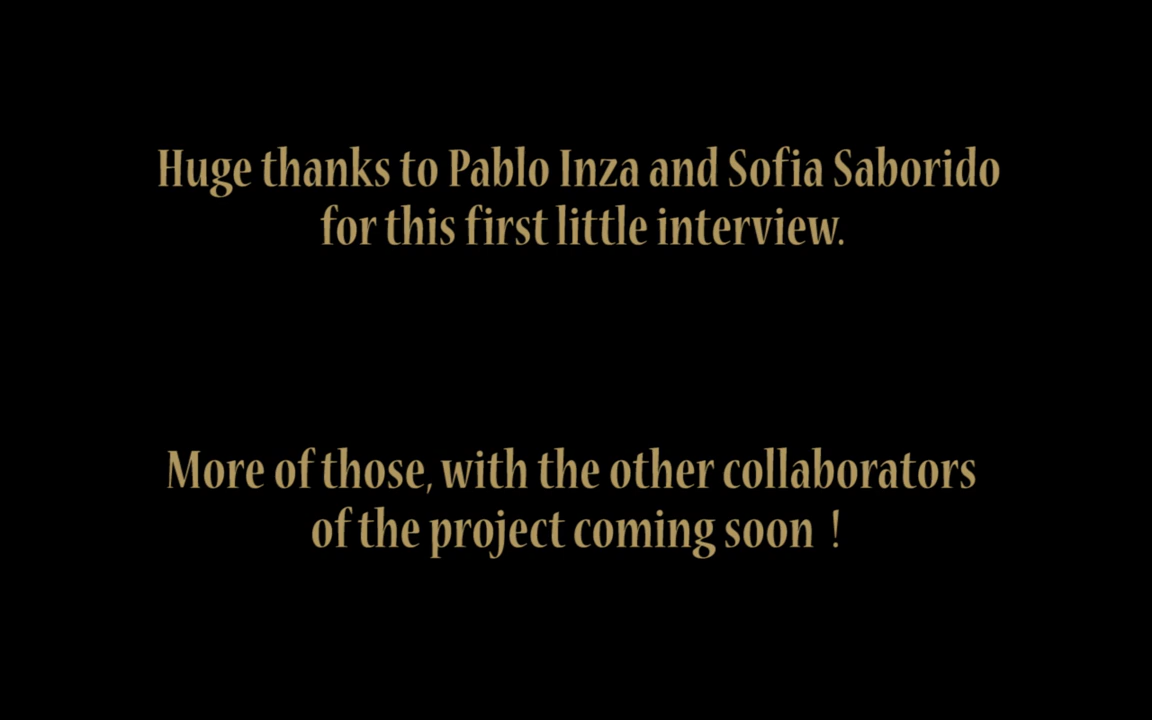 Huge thanks to Pablo Inza and Sofia Saborido
for this first little interview.
More of those, with the other collaborators
of the project coming soon !